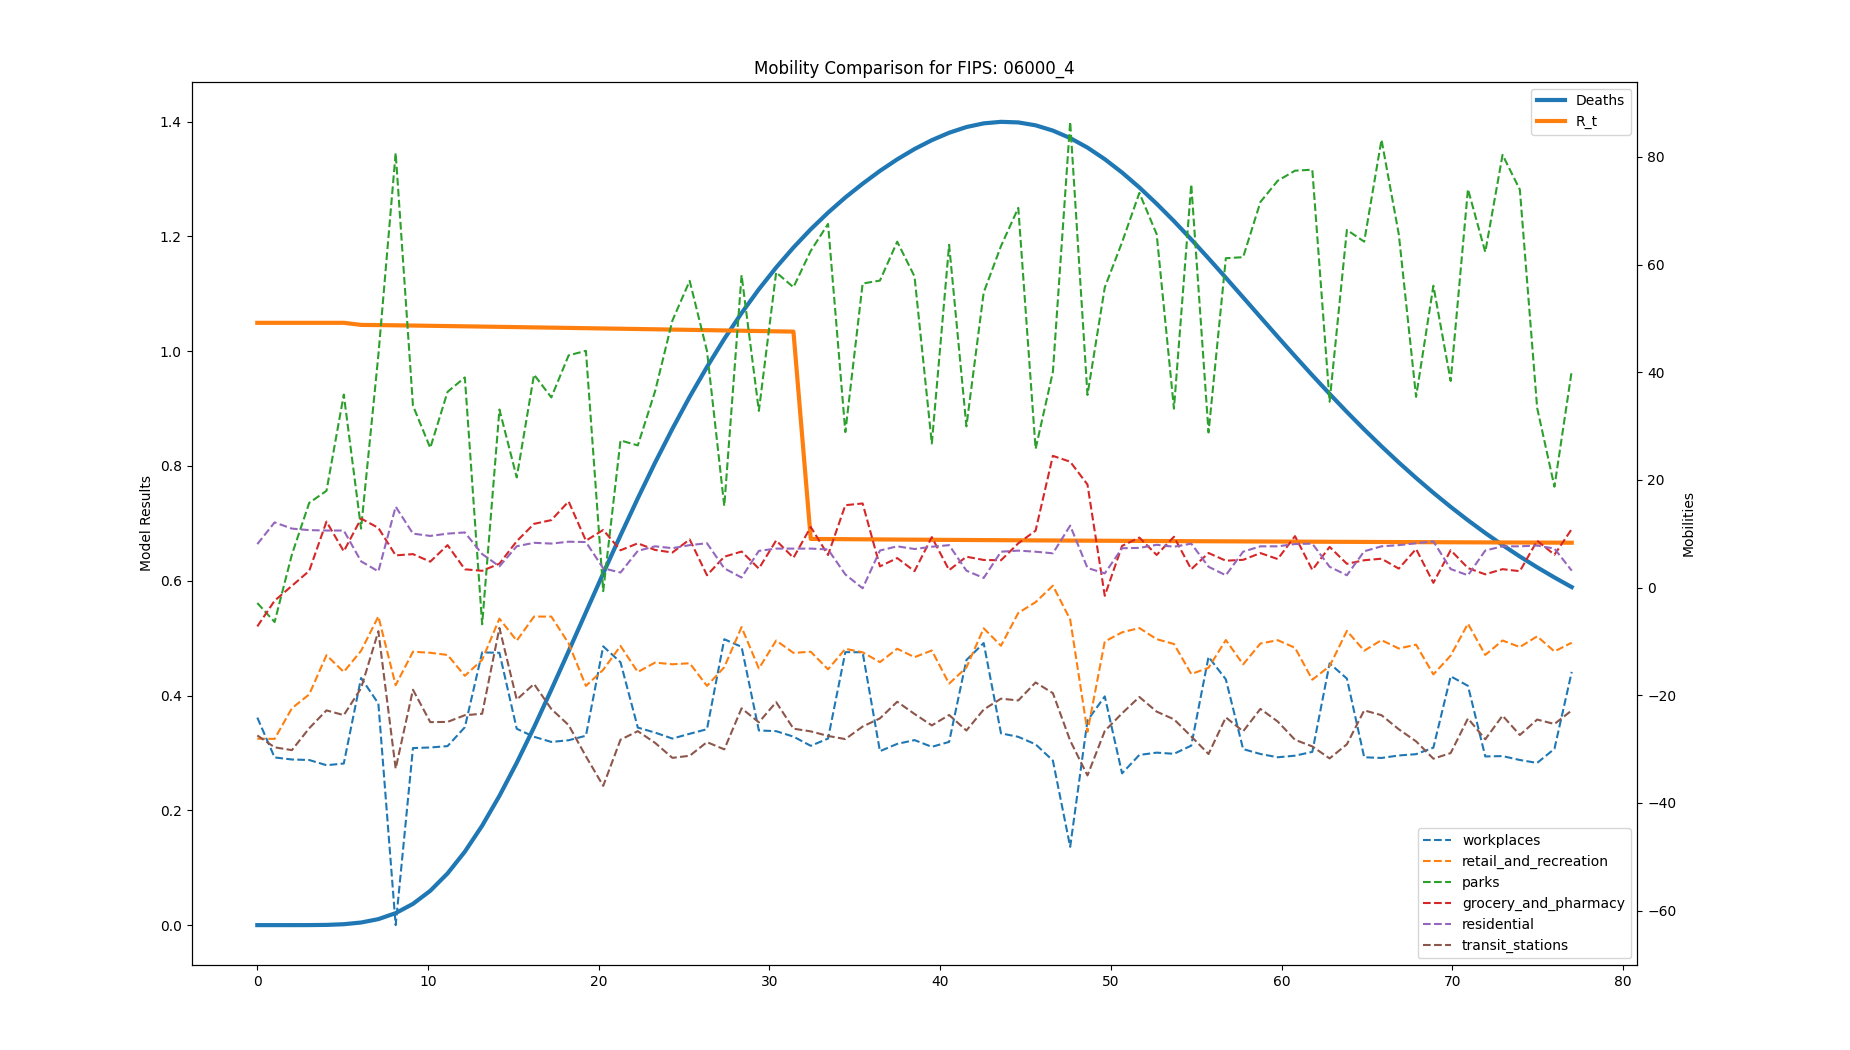 Mobility Comparison for FIPS: 06000_4
Deaths
R_t
1.4
1.2
1.0
0.8
0.6
0.4
0.2
0.0
Model Results
80
60
40
20
0
−20
−40
−60
Mobilities
workplaces
retail_and_recreation
parks
grocery_and_pharmacy
residential
transit_stations
0 10 20 30 40 50 60 70 80